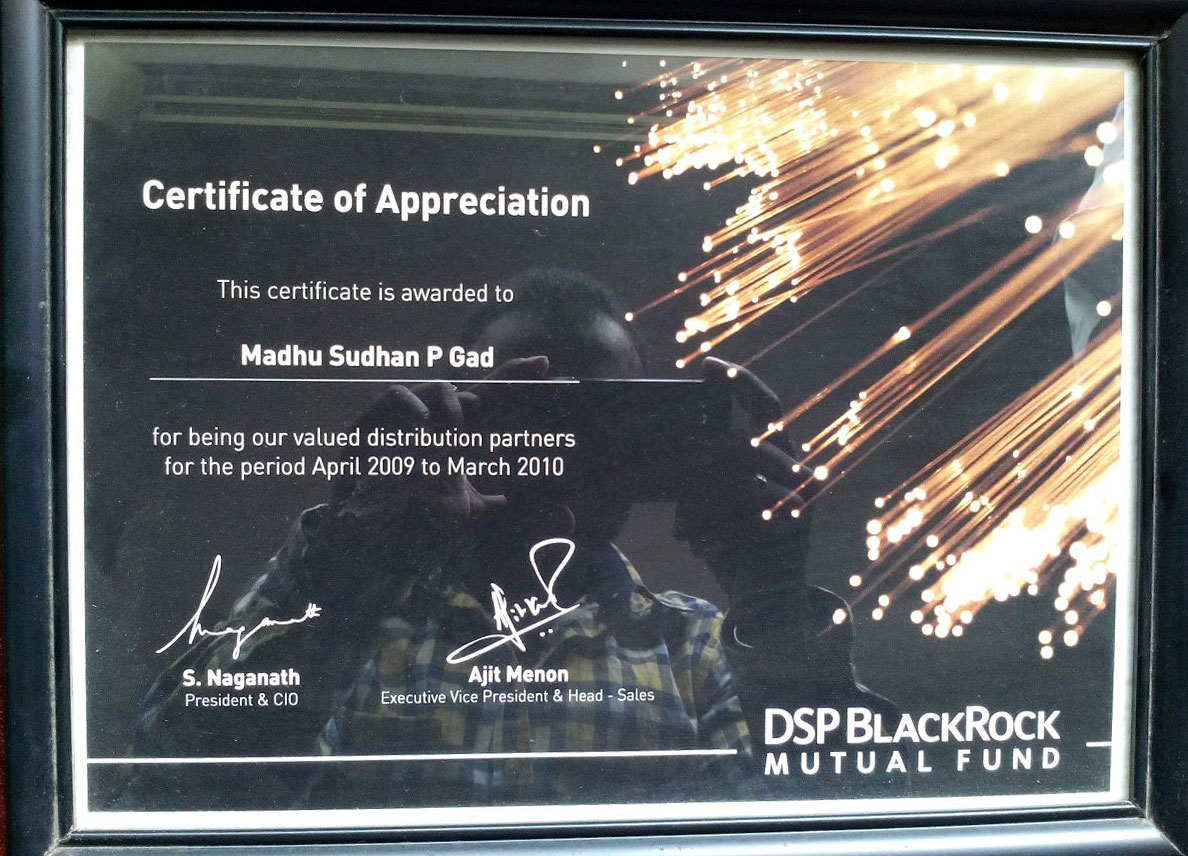 Certificate of Appreciation
This certificate is awarded to
Madhu Sudhan P Gad
for being our valued distribution partners
for the period April 2009 to March 2010
S. Naganath
President & CIO
Ajit Menon
Executive Vice President & Head - Sales
DSP BLACKROCK
MUTUAL FUND